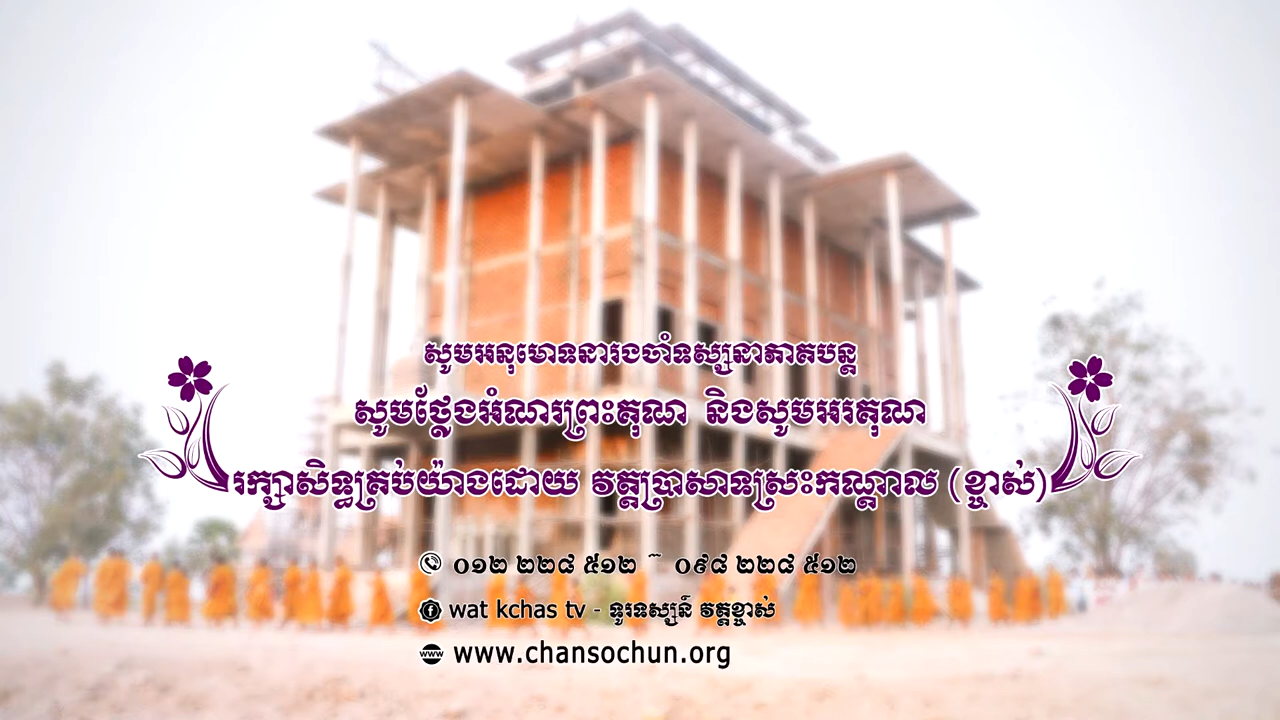 សូមអនុមោទនារងចាំទស្សនាភាគបន្ត
សូមថ្លែងអំណរព្រះគុណ និងសូមអរគុណ
រក្សាសិទ្ធគ្រប់យ៉ាងដោយ វត្តប្រាសាទស្រះកណ្តាល (ខ្ចាស់)
០១២ ២២៨ ៥១២ ~ ០៩៨ ២២៨ ៥១២
wat kchas tv - ទូរទស្សន៍ វត្តខ្ចាស់
www.chansochun.org